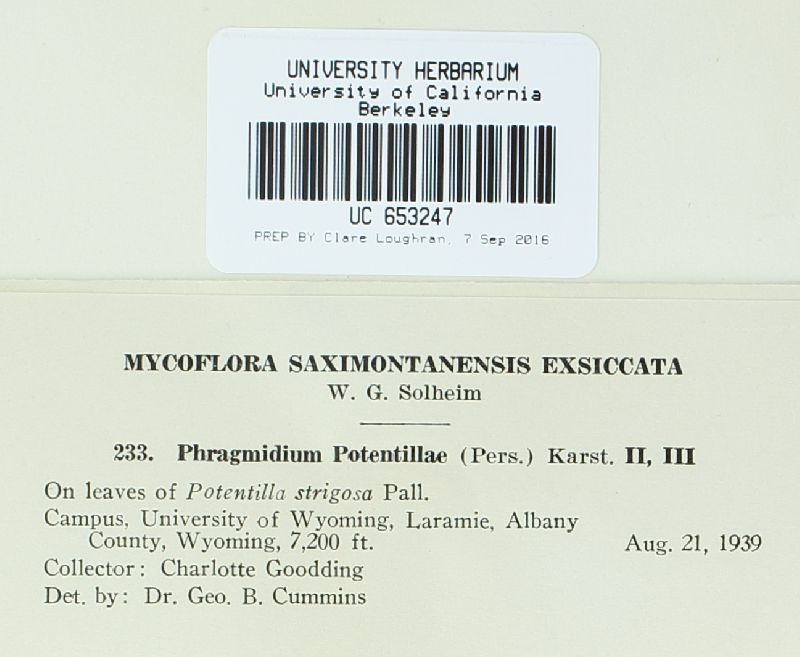 UNIVERSITY HERBARIUM
University of California
Berkeley
UC 653247
PREP BY Clare Loughran, 7 Sep 2016
MYCOFLORA SAXIMONTANENSIS EXSICCATA
W. G. Solheim
233. Phragmidium Potentillae (Pers.) Karst. II, III
On leaves of Potentilla strigosa Pall.
Campus, University of Wyoming, Laramie, Albany
County, Wyoming, 7,200 ft. Aug. 21, 1939
Collector: Charlotte Goodding
Det. by: Dr. Geo. B. Cummins